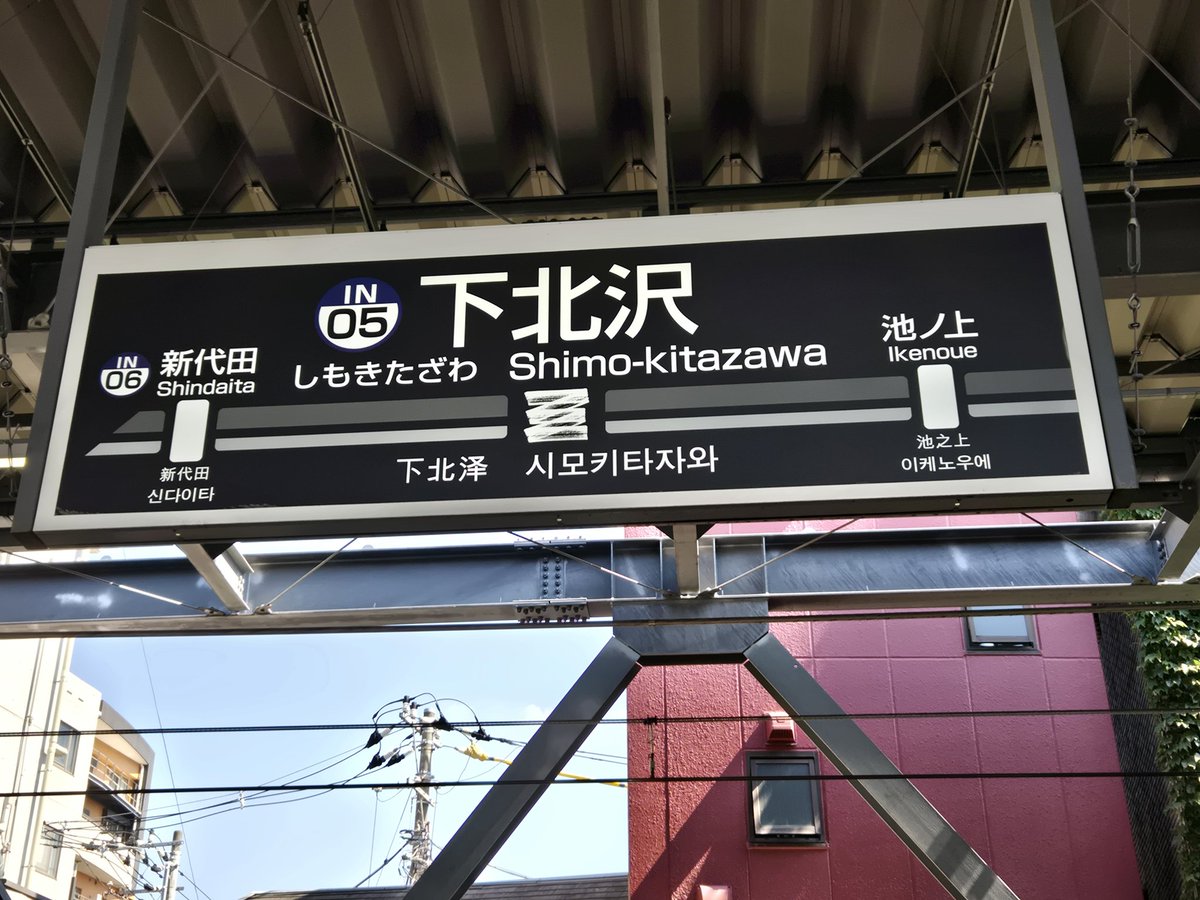 IN
05
下北沢
しもきたざわ Shimo-kitazawa
IN
06
新代田
Shindaita
池ノ上
Ikenoue
新代田
신다이타
下北泽 시모키타자와
池之上
이케노우에